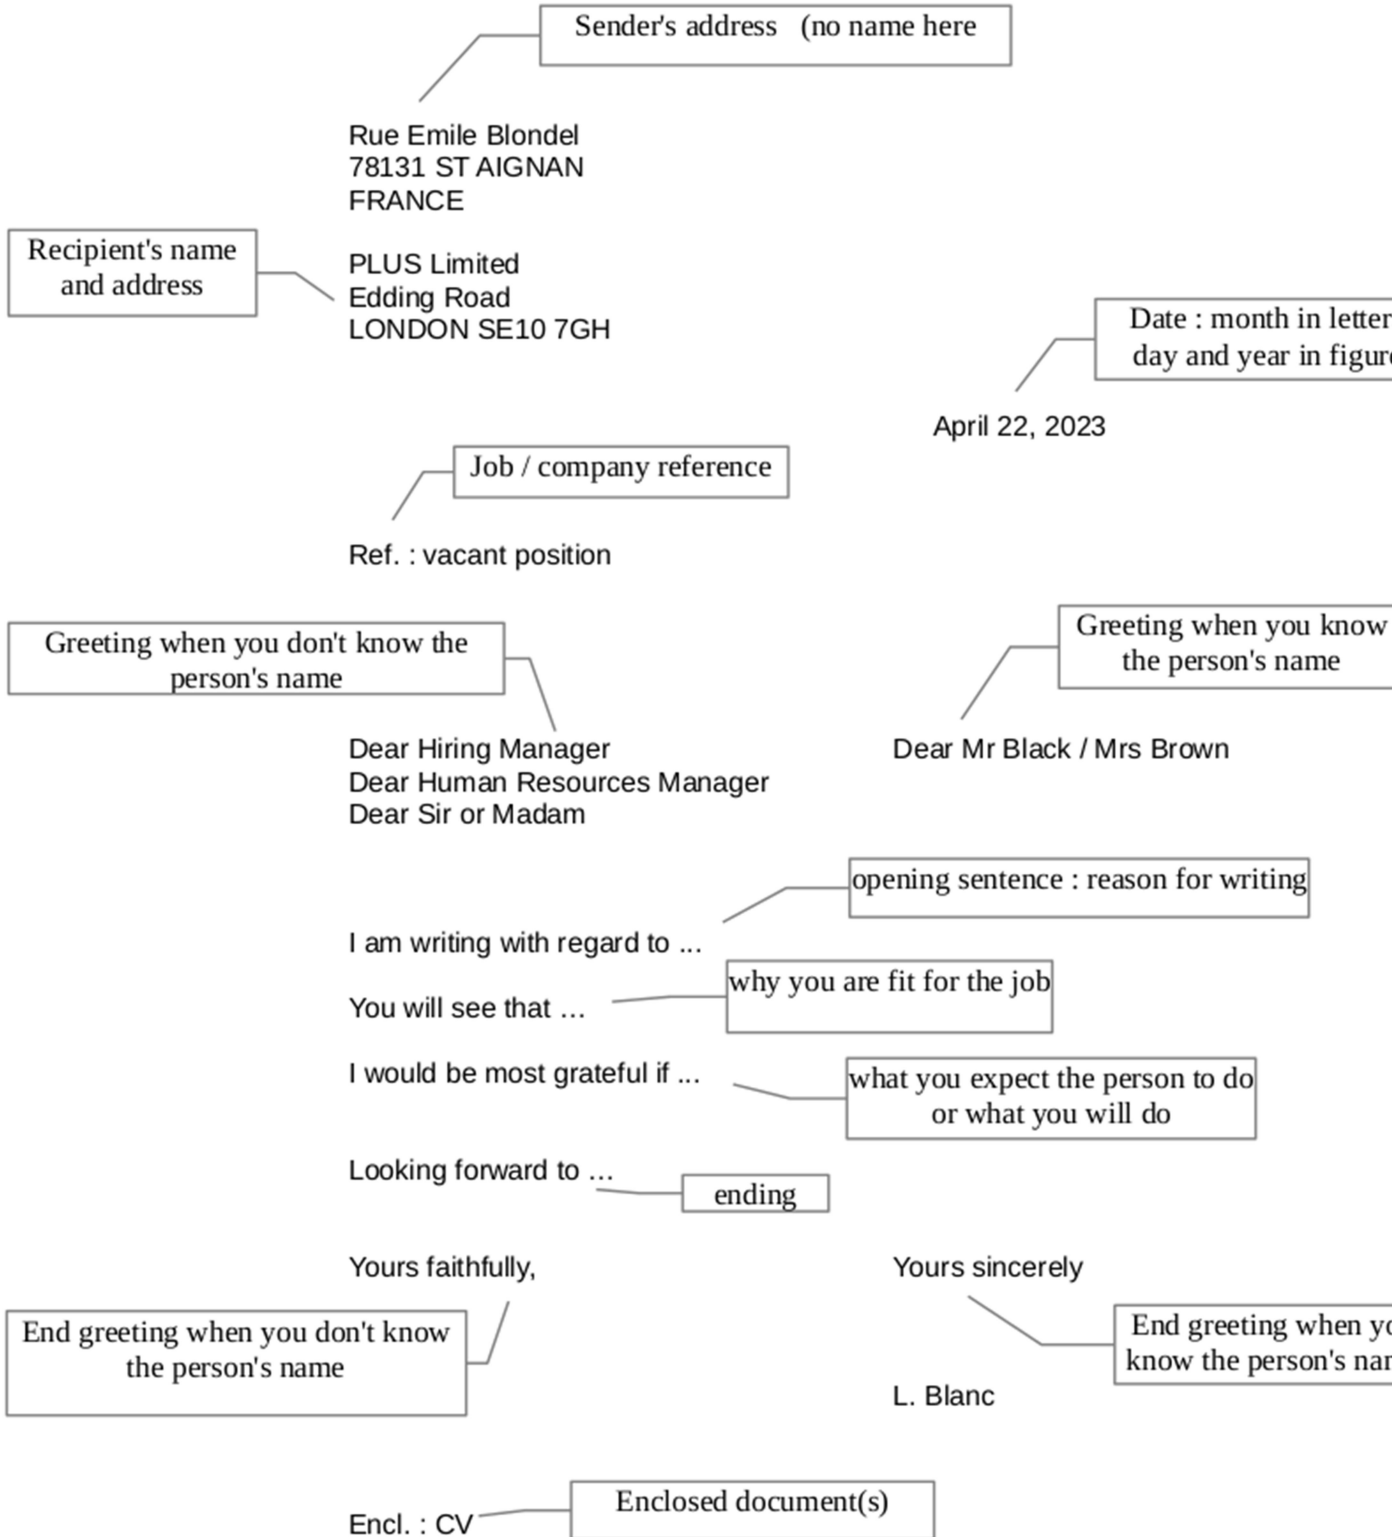 Sender's address (no name here
Rue Emile Blondel
78131 ST AIGNAN
FRANCE
Recipient's name
and address
PLUS Limited
Edding Road
LONDON SE10 7GH
Date : month in letter
day and year in figure
April 22, 2023
Job / company reference
Ref. : vacant position
Greeting when you don't know the
person's name
Greeting when you know
the person's name
Dear Hiring Manager
Dear Human Resources Manager
Dear Sir or Madam
Dear Mr Black / Mrs Brown
opening sentence : reason for writing
I am writing with regard to ...
why you are fit for the job
You will see that …
I would be most grateful if ...
what you expect the person to do
or what you will do
Looking forward to …
ending
Yours faithfully,
Yours sincerely
End greeting when you don't know
the person's name
End greeting when yo
know the person's nam
L. Blanc
Encl. : CV
Enclosed document(s)